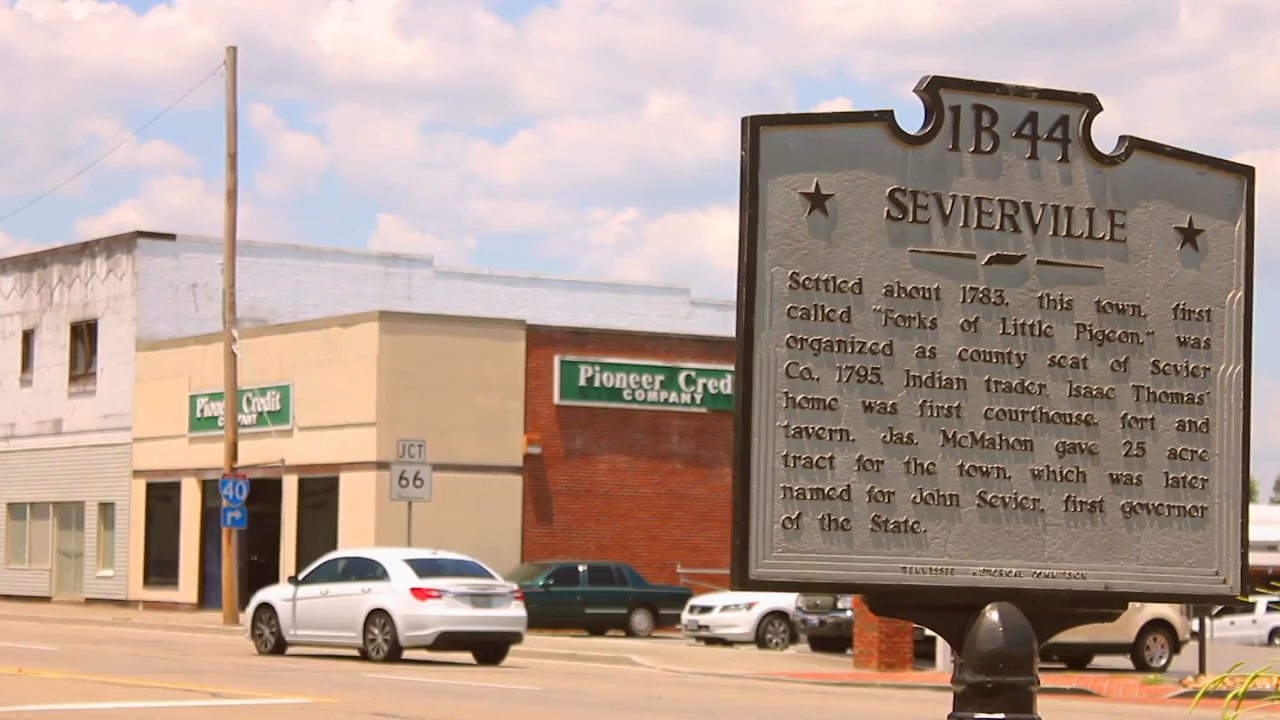 1B 44
SEVIERVILLE
Settled about 1783, this town, first
called "Forks of Little Pigeon," was
organized as county seat of Sevier
Co., 1795. Indian trader, Isaac Thomas'
home was first courthouse, fort and
tavern. Jas. McMahon gave 25 acre
tract for the town, which was later
named for John Sevier, first governor
of the State.
TENNESSEE HISTORICAL COMMISSION
Pioneer Credit
COMPANY
Pioneer Cred
COMPANY
JCT
66
40